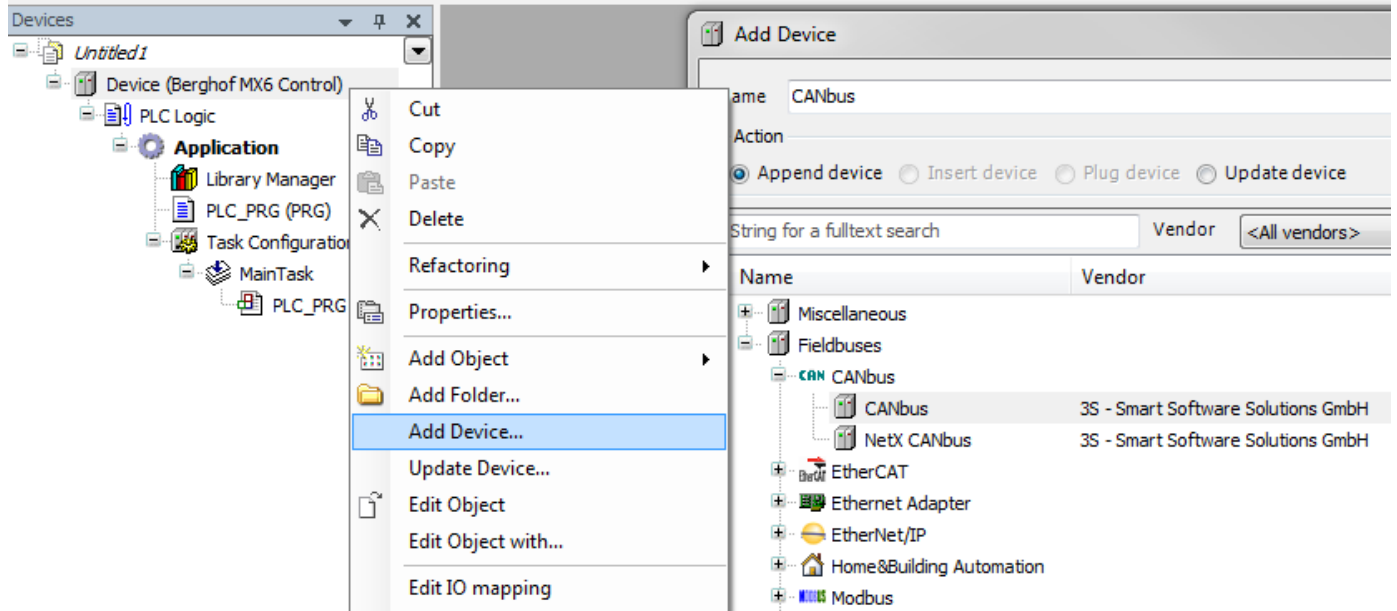 Devices
Untitled1
Device (Berghof MX6 Control)
PLC Logic
Application
Library Manager
PLC_PRG (PRG)
Task Configuration
MainTask
PLC_PRG
Cut
Copy
Paste
Delete
Refactoring
Properties...
Add Object
Add Folder...
Add Device...
Update Device...
Edit Object
Edit Object with...
Edit IO mapping
Add Device
ame CANbus
Action
Append device Insert device Plug device Update device
String for a fulltext search Vendor <All vendors>
Name Vendor
Miscellaneous
Fieldbuses
CAN CANbus
CANbus 3S - Smart Software Solutions GmbH
NetX CANbus 3S - Smart Software Solutions GmbH
EtherCAT EtherCAT
Ethernet Adapter
EtherNet/IP
Home&Building Automation
MODBUS Modbus